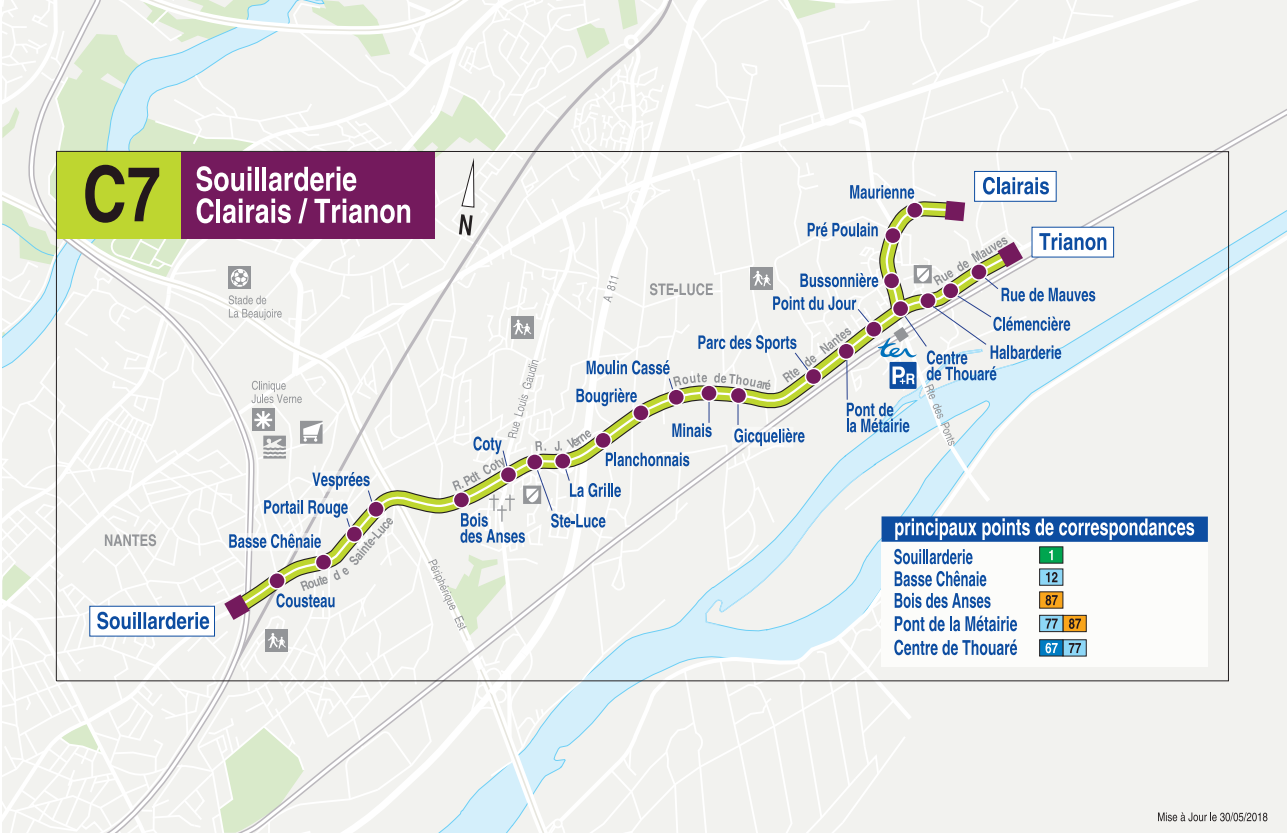 C7
Souillarderie
Clairais / Trianon
N
Clairais
Trianon
Maurienne
Pré Poulain
Bussonnière
Point du Jour
Rue de Mauves
Rue de Mauves
Clémencière
Halbarderie
Centre
de Thouaré
ter
P+R
Pont de
la Métairie
Rte des Ponts
Parc des Sports
Rte de Nantes
STE-LUCE
A 811
Stade de
La Beaujoire
Moulin Cassé
Route de Thouaré
Bougrière
Minais
Gicquelière
Rue Louis Gaudin
Clinique
Jules Verne
Coty
R. J. Verne
Planchonnais
R. Pdt Coty
La Grille
Ste-Luce
Bois
des Anses
Vesprées
Portail Rouge
Basse Chênaie
Route de Sainte-Luce
NANTES
Cousteau
Souillarderie
Périphérique Est
principaux points de correspondances
Souillarderie 1
Basse Chênaie 12
Bois des Anses 87
Pont de la Métairie 77 87
Centre de Thouaré 67 77
Mise à Jour le 30/05/2018